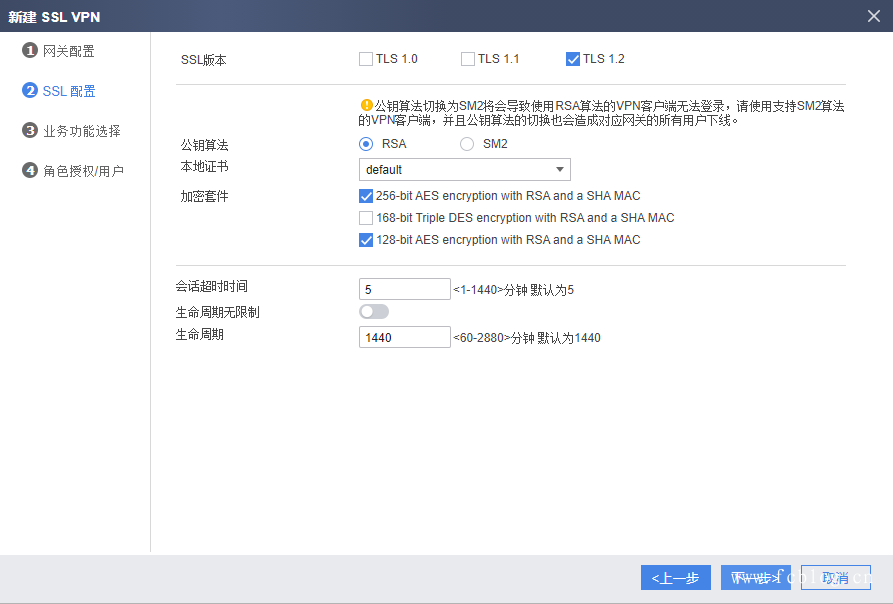 新建 SSL VPN
1 网关配置
2 SSL 配置
3 业务功能选择
4 角色授权/用户
SSL版本
TLS 1.0
TLS 1.1
TLS 1.2
公钥算法切换为SM2将会导致使用RSA算法的VPN客户端无法登录，请使用支持SM2算法
的VPN客户端，并且公钥算法的切换也会造成对应网关的所有用户下线。
公钥算法
RSA
SM2
本地证书
default
加密套件
256-bit AES encryption with RSA and a SHA MAC
168-bit Triple DES encryption with RSA and a SHA MAC
128-bit AES encryption with RSA and a SHA MAC
会话超时时间
5
<1-1440>分钟 默认为5
生命周期无限制
生命周期
1440
<60-2880>分钟 默认为1440
<上一步
下一步>
取消